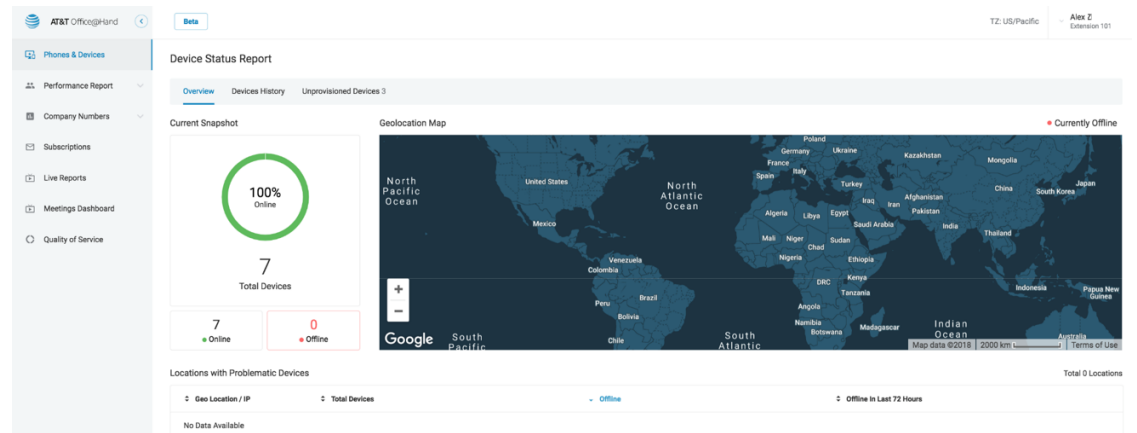 AT&T Office@Hand
Beta
TZ: US/Pacific
Alex Z
Extension 101
Phones & Devices
Performance Report
Company Numbers
Subscriptions
Live Reports
Meetings Dashboard
Quality of Service
Device Status Report
Overview Devices History Unprovisioned Devices 3
Current Snapshot
100%
Online
7
Total Devices
7
Online
0
Offline
Geolocation Map
Currently Offline
Poland
Germany
Ukraine
Kazakhstan
Mongolia
France
Italy
Spain
North
Pacific
Ocean
United States
North
Atlantic
Ocean
Turkey
China
Japan
South Korea
Iraq
Iran
Afghanistan
Pakistan
Algeria
Libya
Egypt
Saudi Arabia
India
Mexico
Mali
Niger
Chad
Sudan
Thailand
Nigeria
Ethiopia
Venezuela
Colombia
DRC
Kenya
Tanzania
Indonesia
Papua New
Guinea
Peru
Brazil
Angola
Bolivia
Namibia
Botswana
Madagascar
Indian
Ocean
Australia
Chile
South
Pacific
South
Atlantic
+
−
Google
Map data ©2018 2000 km Terms of Use
Locations with Problematic Devices
Total 0 Locations
Geo Location / IP Total Devices Offline Offline In Last 72 Hours
No Data Available